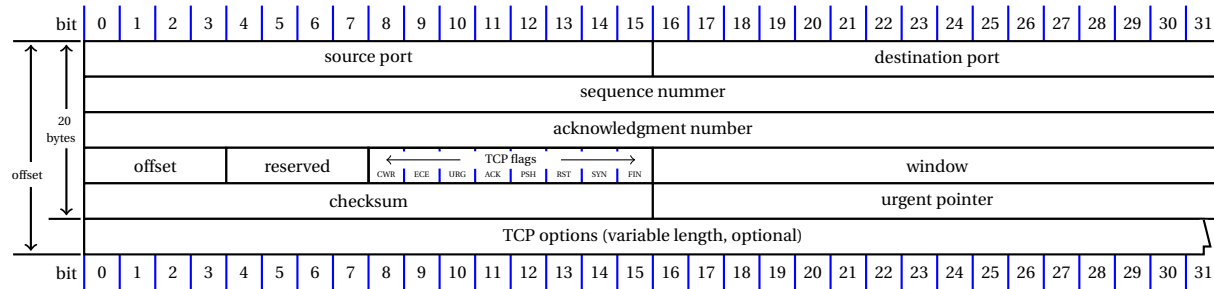 bit 0 1 2 3 4 5 6 7 8 9 10 11 12 13 14 15 16 17 18 19 20 21 22 23 24 25 26 27 28 29 30 31
source port destination port
sequence nummer
20 bytes
acknowledgment number
offset
offset reserved TCP flags window
CWR ECE URG ACK PSH RST SYN FIN
checksum urgent pointer
TCP options (variable length, optional)
bit 0 1 2 3 4 5 6 7 8 9 10 11 12 13 14 15 16 17 18 19 20 21 22 23 24 25 26 27 28 29 30 31